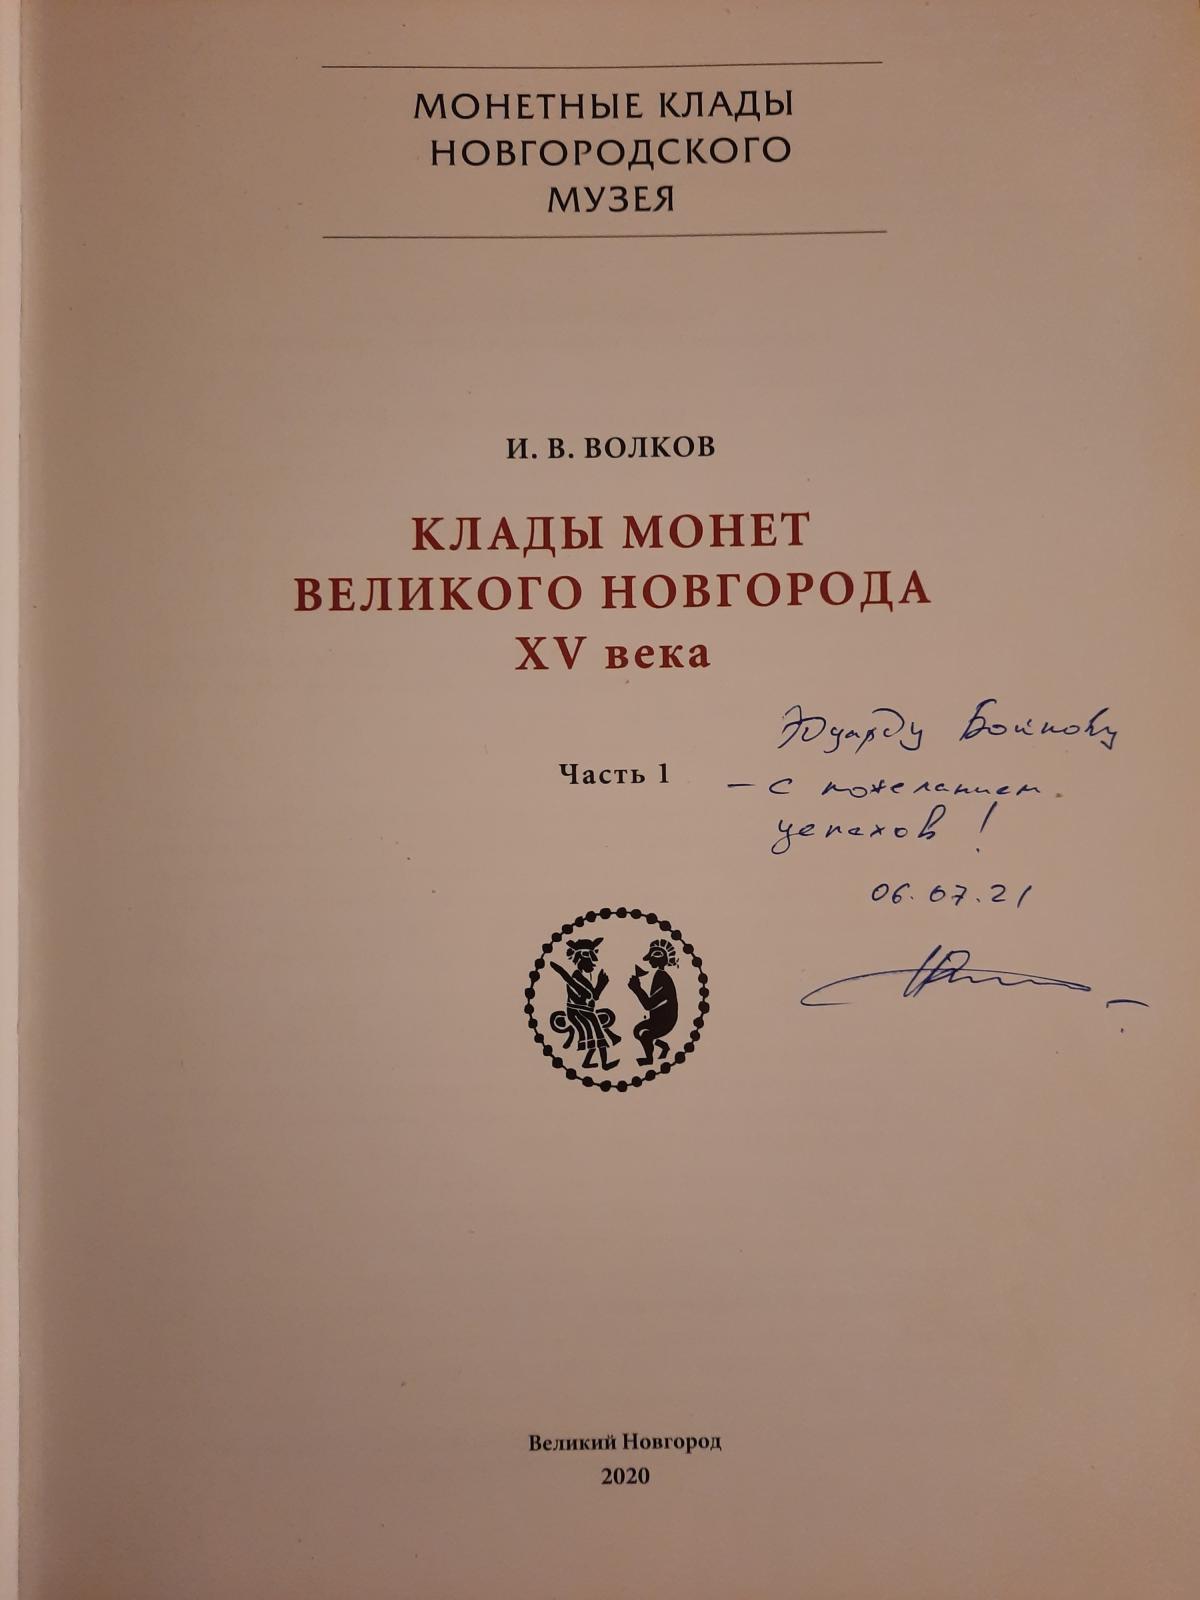 МОНЕТНЫЕ КЛАДЫ
НОВГОРОДСКОГО
МУЗЕЯ
И. В. ВОЛКОВ
КЛАДЫ МОНЕТ
ВЕЛИКОГО НОВГОРОДА
XV века
Часть 1
Эдуарду Бойкову
– с пожеланием
успехов !
06.07.21
Великий Новгород
2020